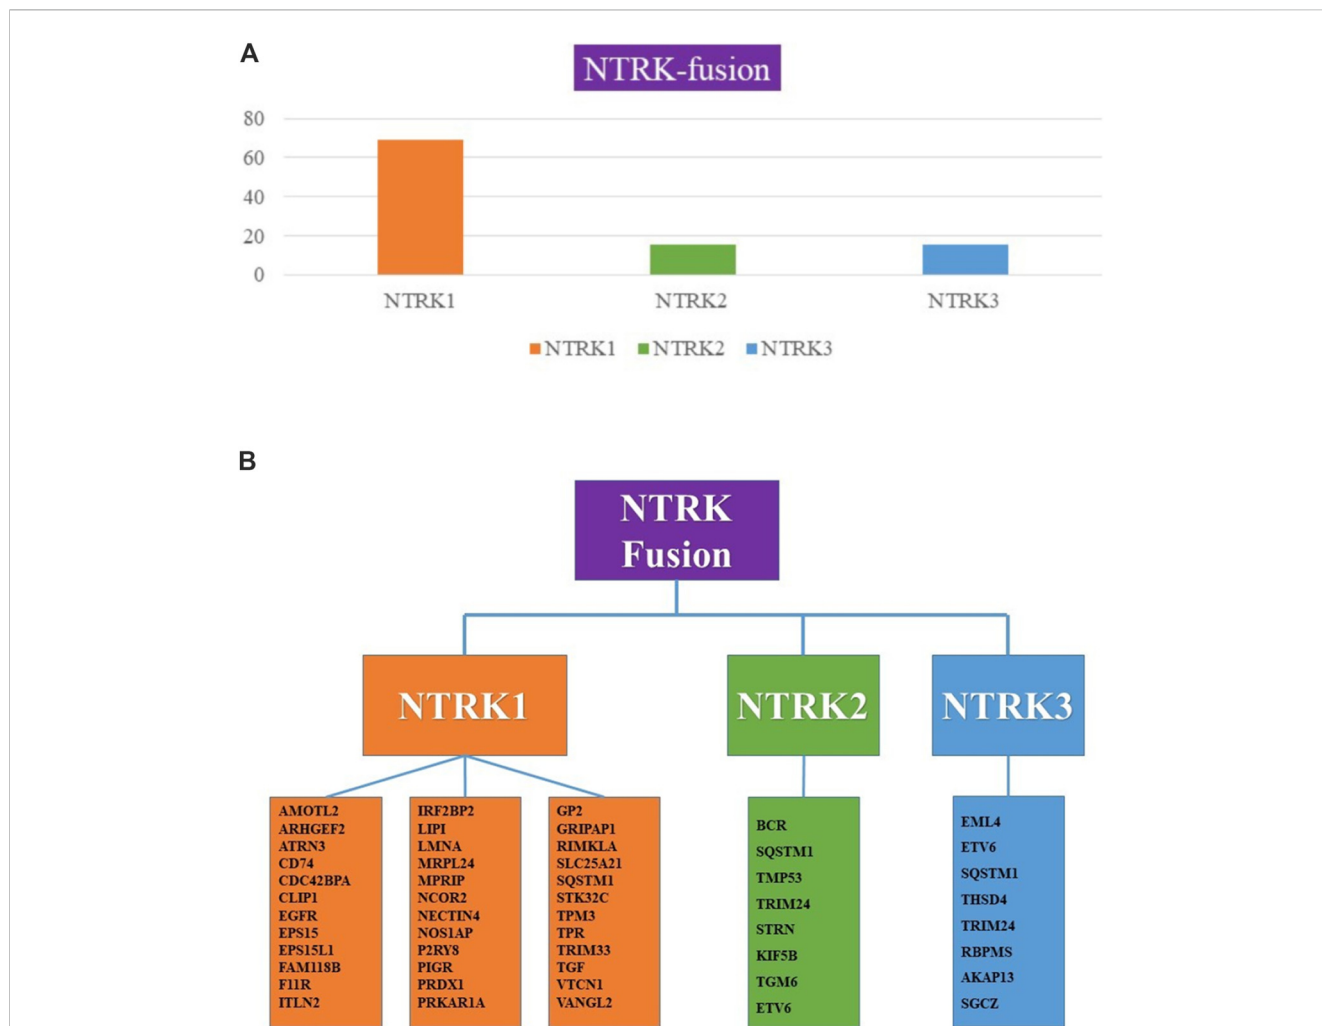 A
NTRK-fusion
80
60
40
20
0
NTRK1
NTRK2
NTRK3
NTRK1 NTRK2 NTRK3
B
NTRK
Fusion
NTRK1
NTRK2
NTRK3
AMOTL2
ARHGEF2
ATRN3
CD74
CDC42BPA
CLIP1
EGFR
EPS15
EPS15L1
FAM118B
F11R
ITLN2
IRF2BP2
LIPI
LMNA
MRPL24
MPRIP
NCOR2
NECTIN4
NOS1AP
P2RY8
PIGR
PRDX1
PRKAR1A
GP2
GRIPAP1
RIMKLA
SLC25A21
SQSTM1
STK32C
TPM3
TPR
TRIM33
TGF
VTCN1
VANGL2
BCR
SQSTM1
TMP53
TRIM24
STRN
KIF5B
TGM6
ETV6
EML4
ETV6
SQSTM1
THSD4
TRIM24
RBPMS
AKAP13
SGCZ